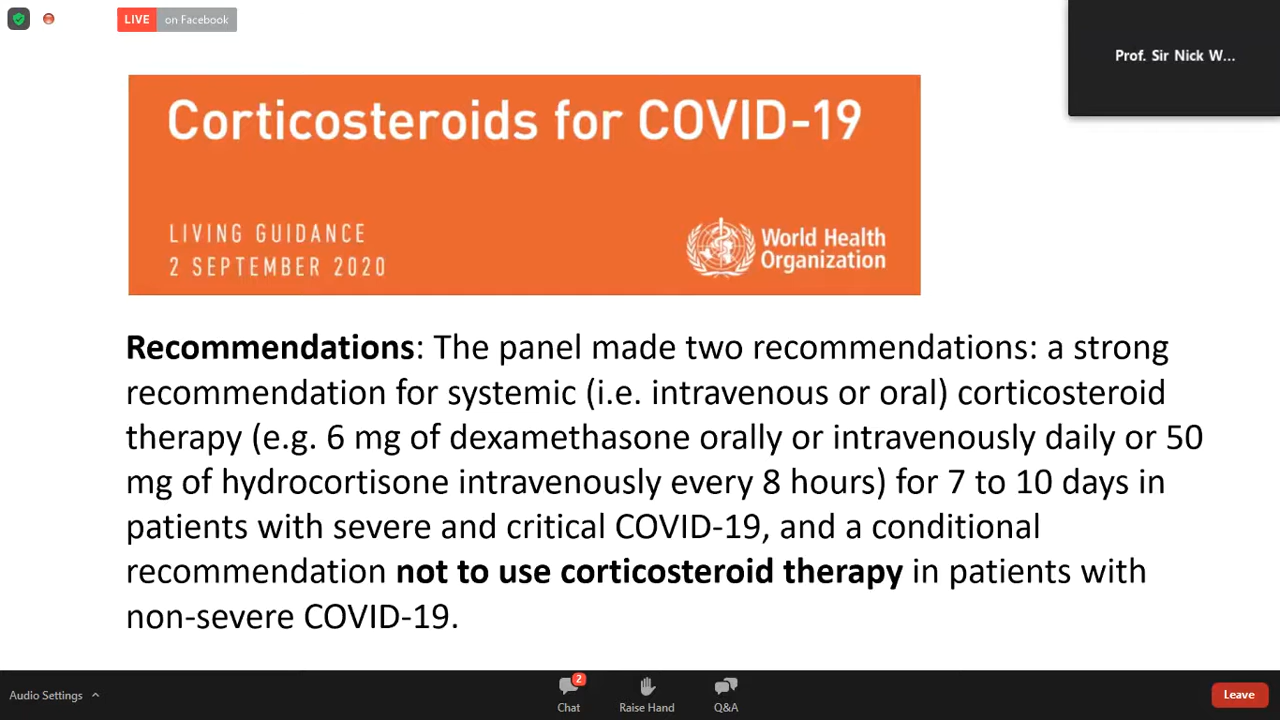 LIVE on Facebook
Prof. Sir Nick W...
Corticosteroids for COVID-19
LIVING GUIDANCE
2 SEPTEMBER 2020
World Health
Organization
Recommendations: The panel made two recommendations: a strong
recommendation for systemic (i.e. intravenous or oral) corticosteroid
therapy (e.g. 6 mg of dexamethasone orally or intravenously daily or 50
mg of hydrocortisone intravenously every 8 hours) for 7 to 10 days in
patients with severe and critical COVID-19, and a conditional
recommendation not to use corticosteroid therapy in patients with
non-severe COVID-19.
Audio Settings
2
Chat
Raise Hand
Q&A
Leave